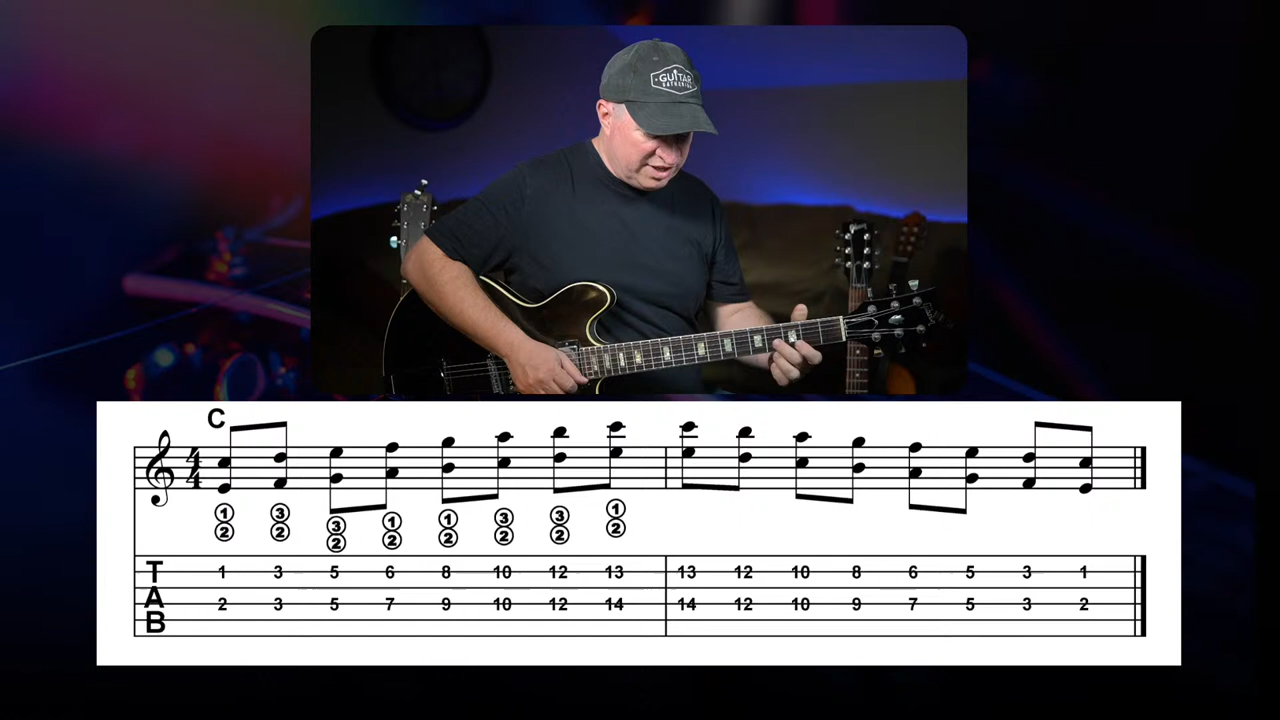 GUITAR
GATHERING
C
4
4
1 3 3 1 1 3 3 1
2 2 2 2 2 2 2 2
T 1 3 5 6 8 10 12 13 13 12 10 8 6 5 3 1
A 2 3 5 7 9 10 12 14 14 12 10 9 7 5 3 2
B